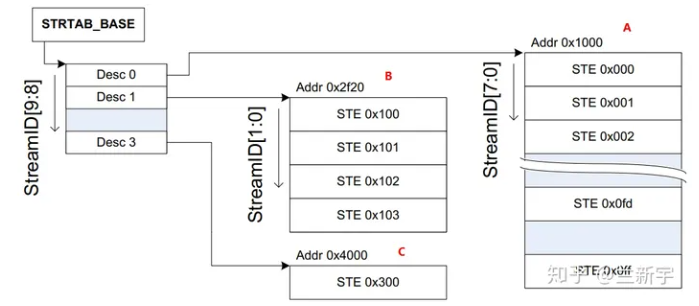 STRTAB_BASE
StreamID[9:8]
Desc 0
Desc 1
Desc 3
B
Addr 0x2f20
StreamID[1:0]
STE 0x100
STE 0x101
STE 0x102
STE 0x103
C
Addr 0x4000
STE 0x300
A
Addr 0x1000
StreamID[7:0]
STE 0x000
STE 0x001
STE 0x002
STE 0x0fd
STE 0x0ff
知乎 @兰新宇